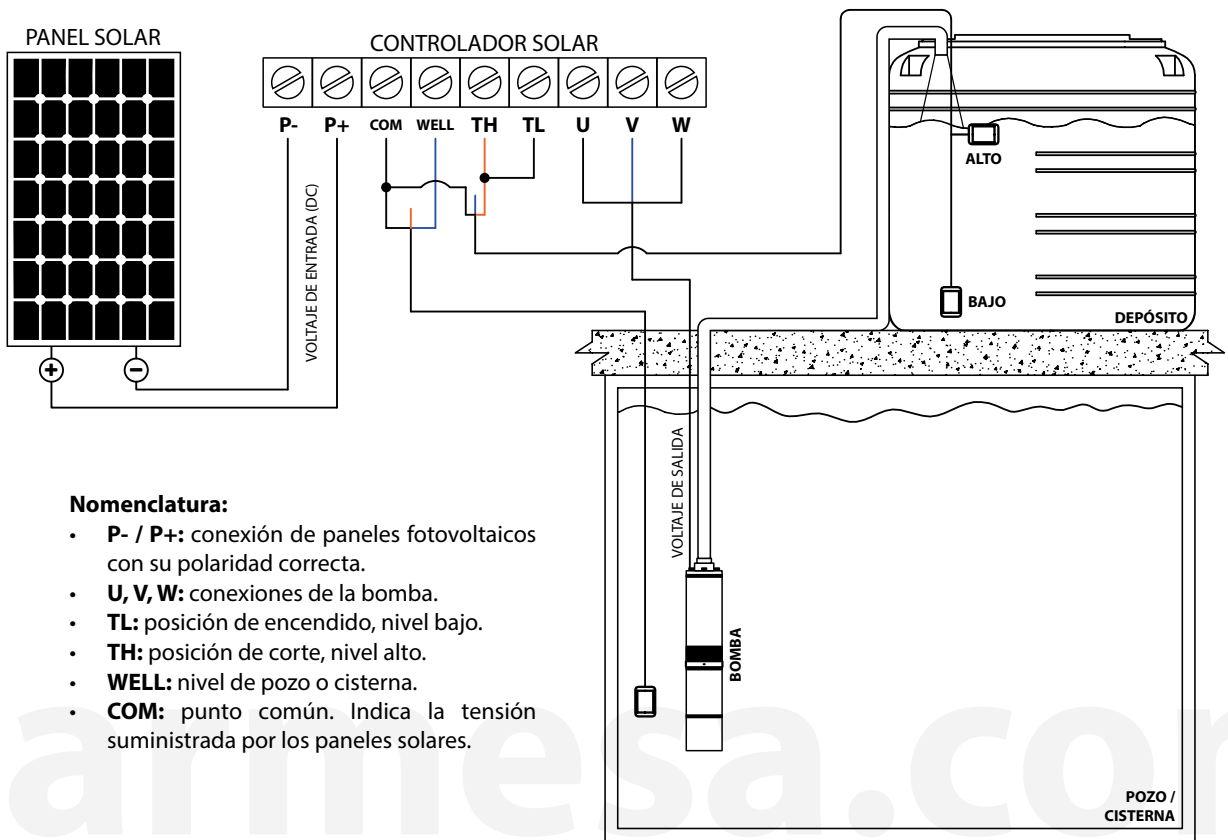 PANEL SOLAR
CONTROLADOR SOLAR
P- P+ COM WELL TH TL U V W
VOLTAJE DE ENTRADA (DC)
ALTO
BAJO
DEPÓSITO
VOLTAJE DE SALIDA
BOMBA
Nomenclatura:
• P- / P+: conexión de paneles fotovoltaicos
con su polaridad correcta.
• U, V, W: conexiones de la bomba.
• TL: posición de encendido, nivel bajo.
• TH: posición de corte, nivel alto.
• WELL: nivel de pozo o cisterna.
• COM: punto común. Indica la tensión
suministrada por los paneles solares.
POZO /
CISTERNA
armesa.com